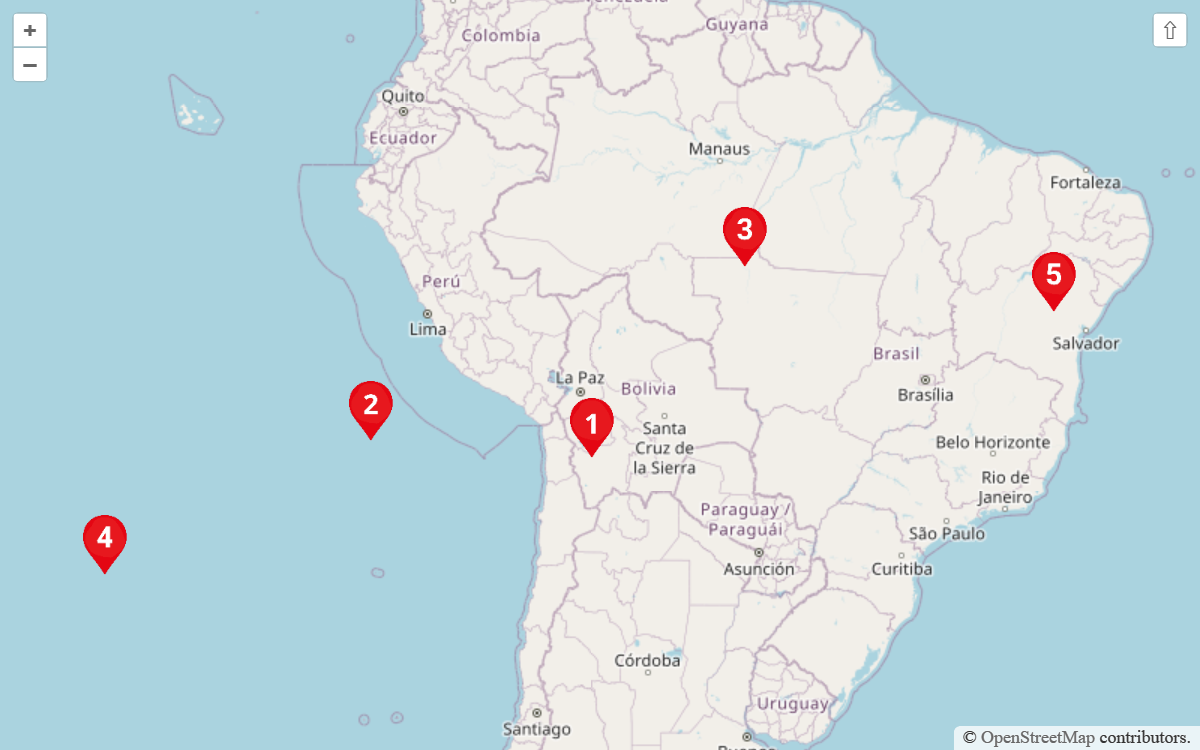 +
−
⇧
Venezuela
Guyana
Colombia
Quito
Ecuador
Manaus
Fortaleza
3
5
Perú
Lima
Salvador
Brasil
La Paz
Bolivia
Brasília
2
1
Santa
Cruz de
la Sierra
Belo Horizonte
Rio de
Janeiro
Paraguay /
Paraguái
4
São Paulo
Asunción
Curitiba
Córdoba
Uruguay
Santiago
Buenos
© OpenStreetMap contributors.